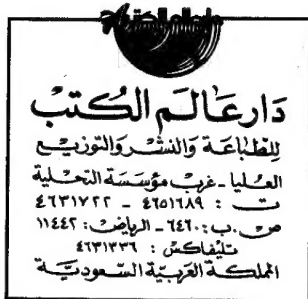 دار عالم الكتب
للطباعة والنشر والتوزيع
العليا - غرب مؤسسة التحلية
ت : ٤٦٥١٦٨٩ - ٤٦٣١٧٢٢
ص.ب: ٦٤٦٠ - الرياض: ١١٤٤٢
تليفاكس : ٤٦٣١٣٣٦
المملكة العربية السعودية